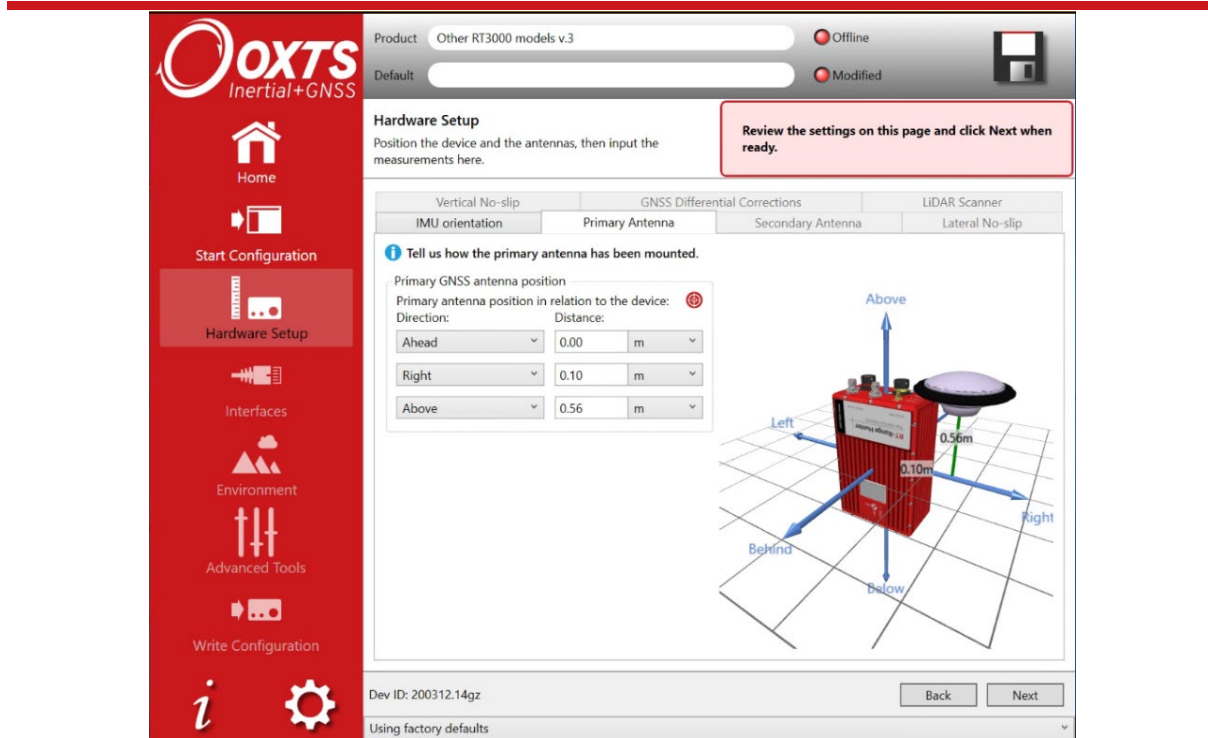 OXTS
Inertial+GNSS
Product Other RT3000 models v.3 Offline
Default Modified
Home
Start Configuration
Hardware Setup
Interfaces
Environment
Advanced Tools
Write Configuration
i
Hardware Setup
Position the device and the antennas, then input the
measurements here.
Review the settings on this page and click Next when
ready.
Vertical No-slip GNSS Differential Corrections LiDAR Scanner
IMU orientation Primary Antenna Secondary Antenna Lateral No-slip
i Tell us how the primary antenna has been mounted.
Primary GNSS antenna position
Primary antenna position in relation to the device:
Direction: Distance:
Ahead 0.00 m
Right 0.10 m
Above 0.56 m
Above
Left
0.56m
0.10m
Right
Behind
Below
Dev ID: 200312.14gz Back Next
Using factory defaults